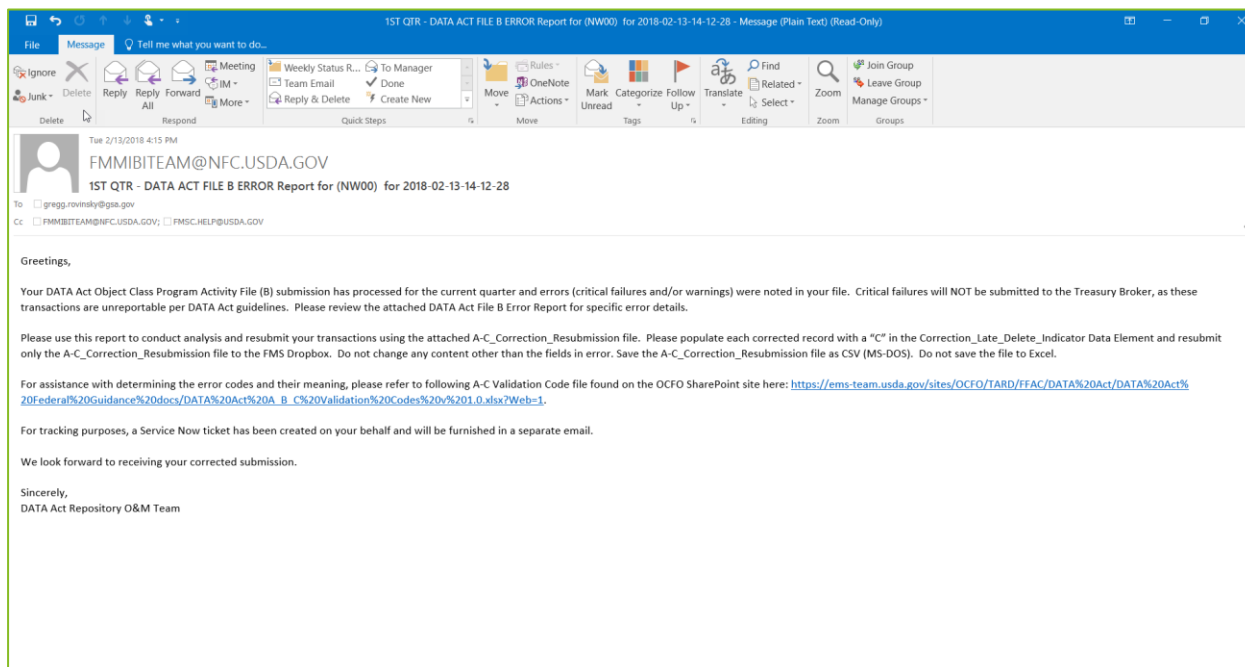 1ST QTR - DATA ACT FILE B ERROR Report for (NW00) for 2018-02-13-14-12-28 - Message (Plain Text) (Read-Only)
File Message Tell me what you want to do...
Ignore
Junk
Delete
Reply
Reply All
Forward
Meeting
IM
More
Weekly Status R...
Team Email
Reply & Delete
To Manager
Done
Create New
Move
Rules
OneNote
Actions
Mark Unread
Categorize
Follow Up
Translate
Find
Related
Select
Zoom
Join Group
Leave Group
Manage Groups
Delete Respond Quick Steps Move Tags Editing Zoom Groups
Tue 2/13/2018 4:15 PM
FMMIBITEAM@NFC.USDA.GOV
1ST QTR - DATA ACT FILE B ERROR Report for (NW00) for 2018-02-13-14-12-28
To gregg.rovinsky@gsa.gov
Cc FMMIBITEAM@NFC.USDA.GOV; FMSC.HELP@USDA.GOV
Greetings,
Your DATA Act Object Class Program Activity File (B) submission has processed for the current quarter and errors (critical failures and/or warnings) were noted in your file. Critical failures will NOT be submitted to the Treasury Broker, as these
transactions are unreportable per DATA Act guidelines. Please review the attached DATA Act File B Error Report for specific error details.
Please use this report to conduct analysis and resubmit your transactions using the attached A-C_Correction_Resubmission file. Please populate each corrected record with a “C” in the Correction_Late_Delete_Indicator Data Element and resubmit
only the A-C_Correction_Resubmission file to the FMS Dropbox. Do not change any content other than the fields in error. Save the A-C_Correction_Resubmission file as CSV (MS-DOS). Do not save the file to Excel.
For assistance with determining the error codes and their meaning, please refer to following A-C Validation Code file found on the OCFO SharePoint site here: https://ems-team.usda.gov/sites/OCFO/TARD/FFAC/DATA%20Act/DATA%20Act%
20Federal%20Guidance%20docs/DATA%20Act%20A_B_C%20Validation%20Codes%20v%201.0.xlsx?Web=1.
For tracking purposes, a Service Now ticket has been created on your behalf and will be furnished in a separate email.
We look forward to receiving your corrected submission.
Sincerely,
DATA Act Repository O&M Team